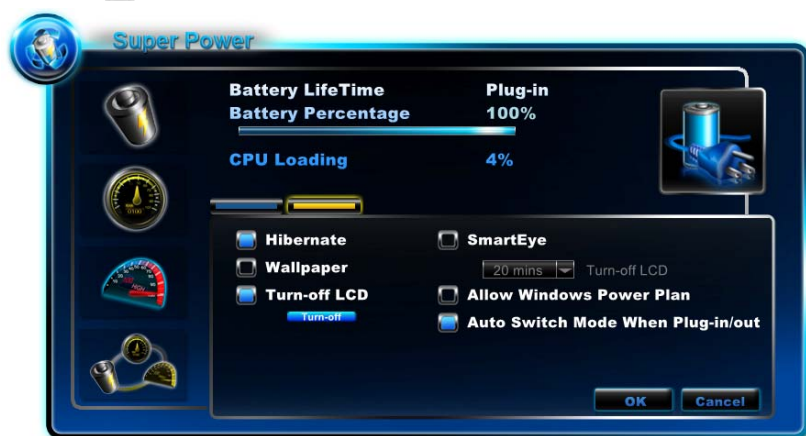 Super Power
Battery LifeTime Plug-in
Battery Percentage 100%
CPU Loading 4%
Hibernate SmartEye
Wallpaper 20 mins Turn-off LCD
Turn-off LCD Allow Windows Power Plan
Turn-off Auto Switch Mode When Plug-in/out
OK Cancel